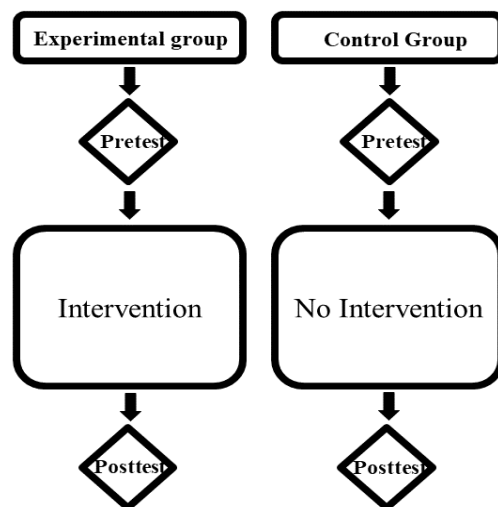 Experimental group
Control Group
Pretest
Pretest
Intervention
No Intervention
Posttest
Posttest